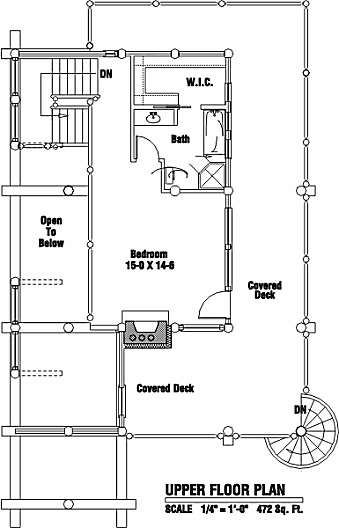 DN
W.I.C.
Bath
Open
To
Below
Bedroom
15-0 X 14-6
Covered
Deck
Covered Deck
DN
UPPER FLOOR PLAN
SCALE 1/4" = 1'-0" 472 Sq. Ft.